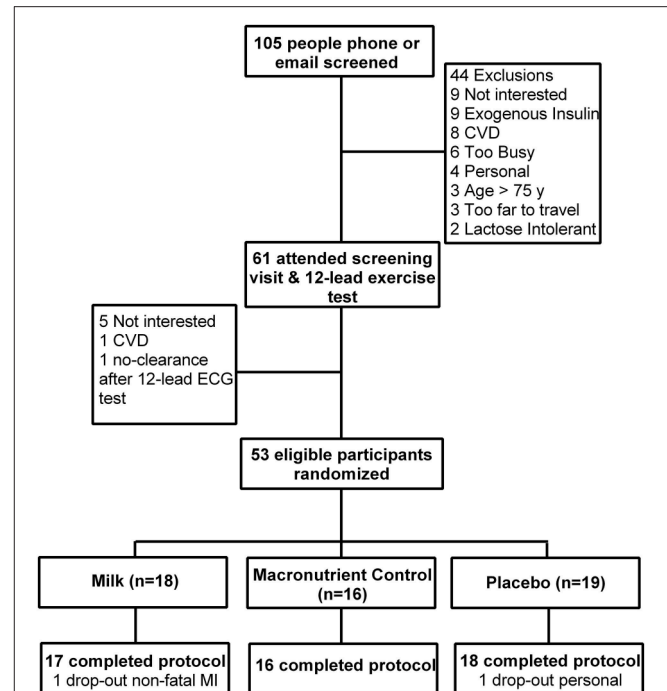 105 people phone or
email screened
44 Exclusions
9 Not interested
9 Exogenous Insulin
8 CVD
6 Too Busy
4 Personal
3 Age > 75 y
3 Too far to travel
2 Lactose Intolerant
61 attended screening
visit & 12-lead exercise
test
5 Not interested
1 CVD
1 no-clearance
after 12-lead ECG
test
53 eligible participants
randomized
Milk (n=18)
Macronutrient Control
(n=16)
Placebo (n=19)
17 completed protocol
1 drop-out non-fatal MI
16 completed protocol
18 completed protocol
1 drop-out personal